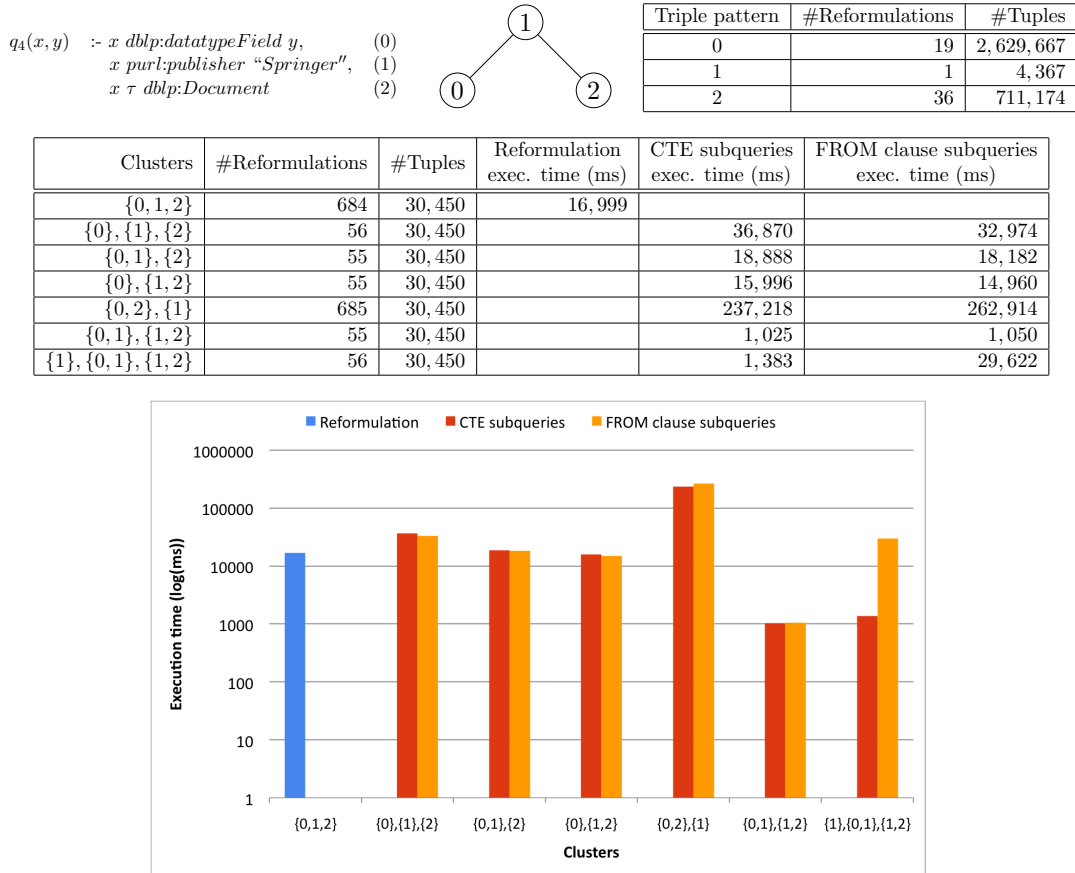 q4(x, y) :- x dblp:datatypeField y, (0)
x purl:publisher “Springer″, (1)
x τ dblp:Document (2)
1
0 2
Triple pattern #Reformulations #Tuples
0 19 2,629,667
1 1 4,367
2 36 711,174
Clusters #Reformulations #Tuples Reformulation exec. time (ms) CTE subqueries exec. time (ms) FROM clause subqueries exec. time (ms)
{0, 1, 2} 684 30,450 16,999
{0}, {1}, {2} 56 30,450 36,870 32,974
{0, 1}, {2} 55 30,450 18,888 18,182
{0}, {1, 2} 55 30,450 15,996 14,960
{0, 2}, {1} 685 30,450 237,218 262,914
{0, 1}, {1, 2} 55 30,450 1,025 1,050
{1}, {0, 1}, {1, 2} 56 30,450 1,383 29,622
Reformulation CTE subqueries FROM clause subqueries
1000000
100000
10000
1000
100
10
1
Execution time (log(ms))
{0,1,2} {0},{1},{2} {0,1},{2} {0},{1,2} {0,2},{1} {0,1},{1,2} {1},{0,1},{1,2}
Clusters